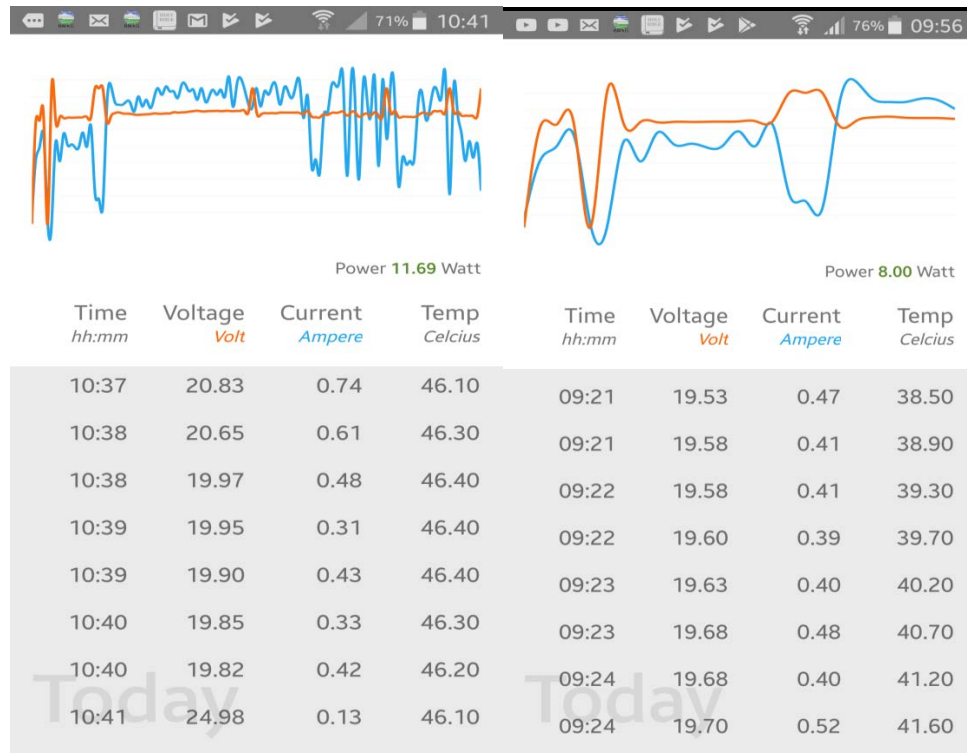 71% 10:41
Power 11.69 Watt
Time Voltage Current Temp
hh:mm Volt Ampere Celcius
10:37 20.83 0.74 46.10
10:38 20.65 0.61 46.30
10:38 19.97 0.48 46.40
10:39 19.95 0.31 46.40
10:39 19.90 0.43 46.40
10:40 19.85 0.33 46.30
10:40 19.82 0.42 46.20
10:41 24.98 0.13 46.10
Today
76% 09:56
Power 8.00 Watt
Time Voltage Current Temp
hh:mm Volt Ampere Celcius
09:21 19.53 0.47 38.50
09:21 19.58 0.41 38.90
09:22 19.58 0.41 39.30
09:22 19.60 0.39 39.70
09:23 19.63 0.40 40.20
09:23 19.68 0.48 40.70
09:24 19.68 0.40 41.20
09:24 19.70 0.52 41.60
Today